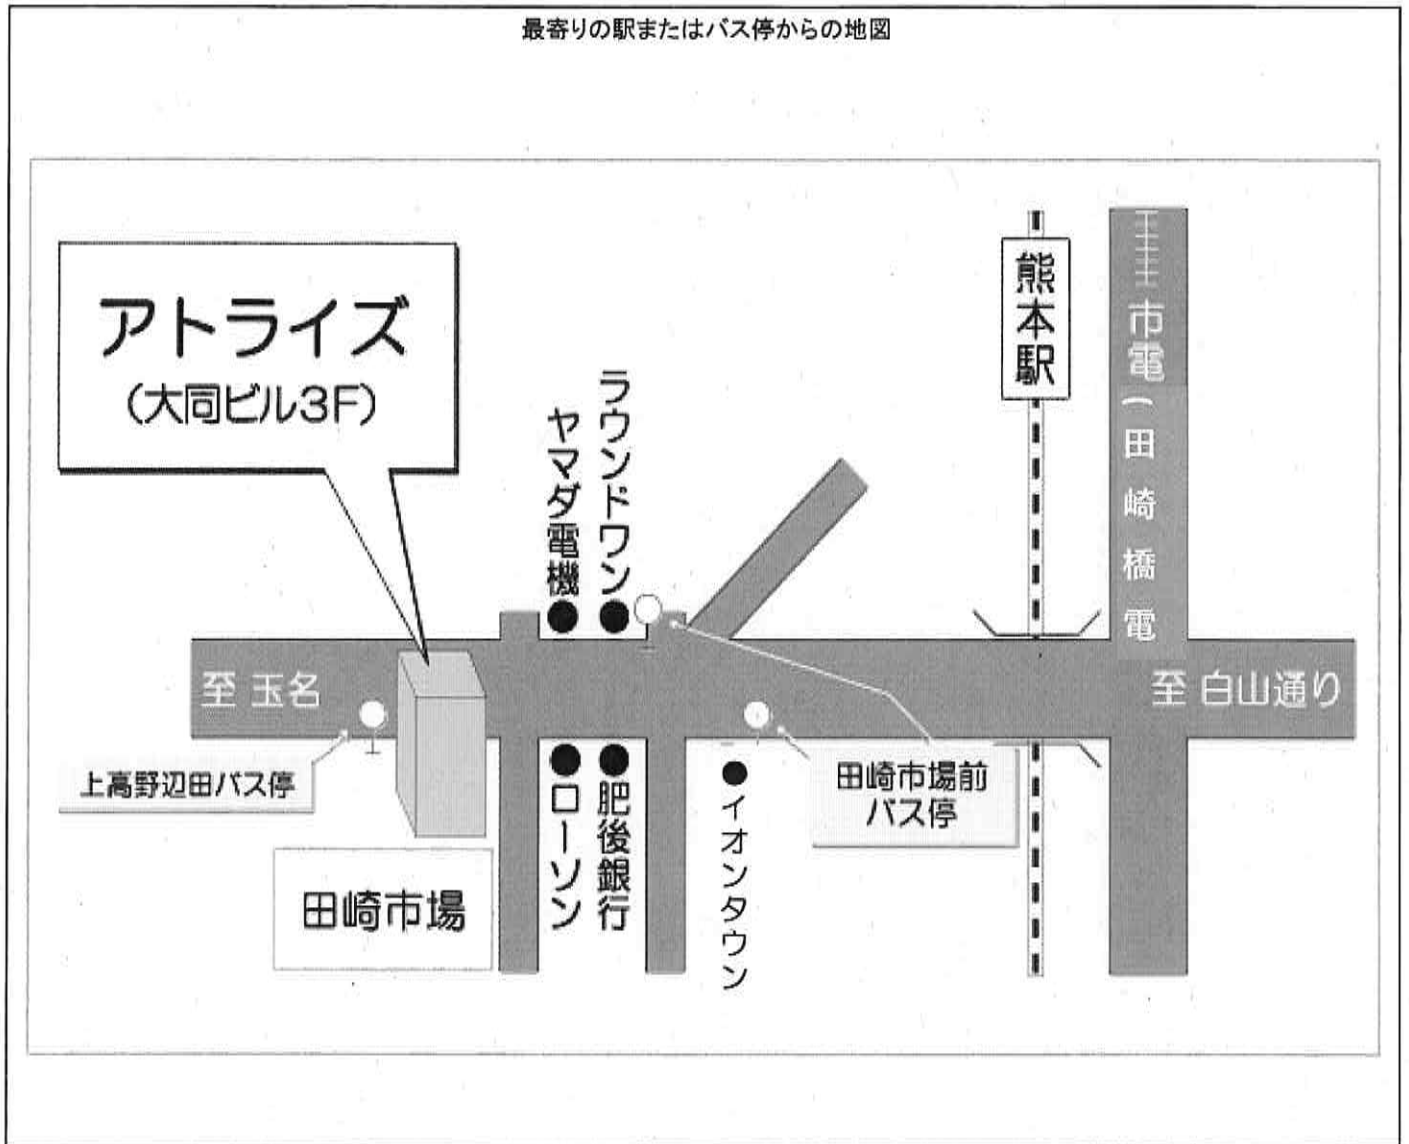 最寄りの駅またはバス停からの地図
アトライズ
(大同ビル3F)
ヤマダ電機
ラウンドワン
熊本駅
市電(田崎橋電
至 玉名
至 白山通り
上高野辺田バス停
田崎市場
ローソン
肥後銀行
イオンタウン
田崎市場前
バス停